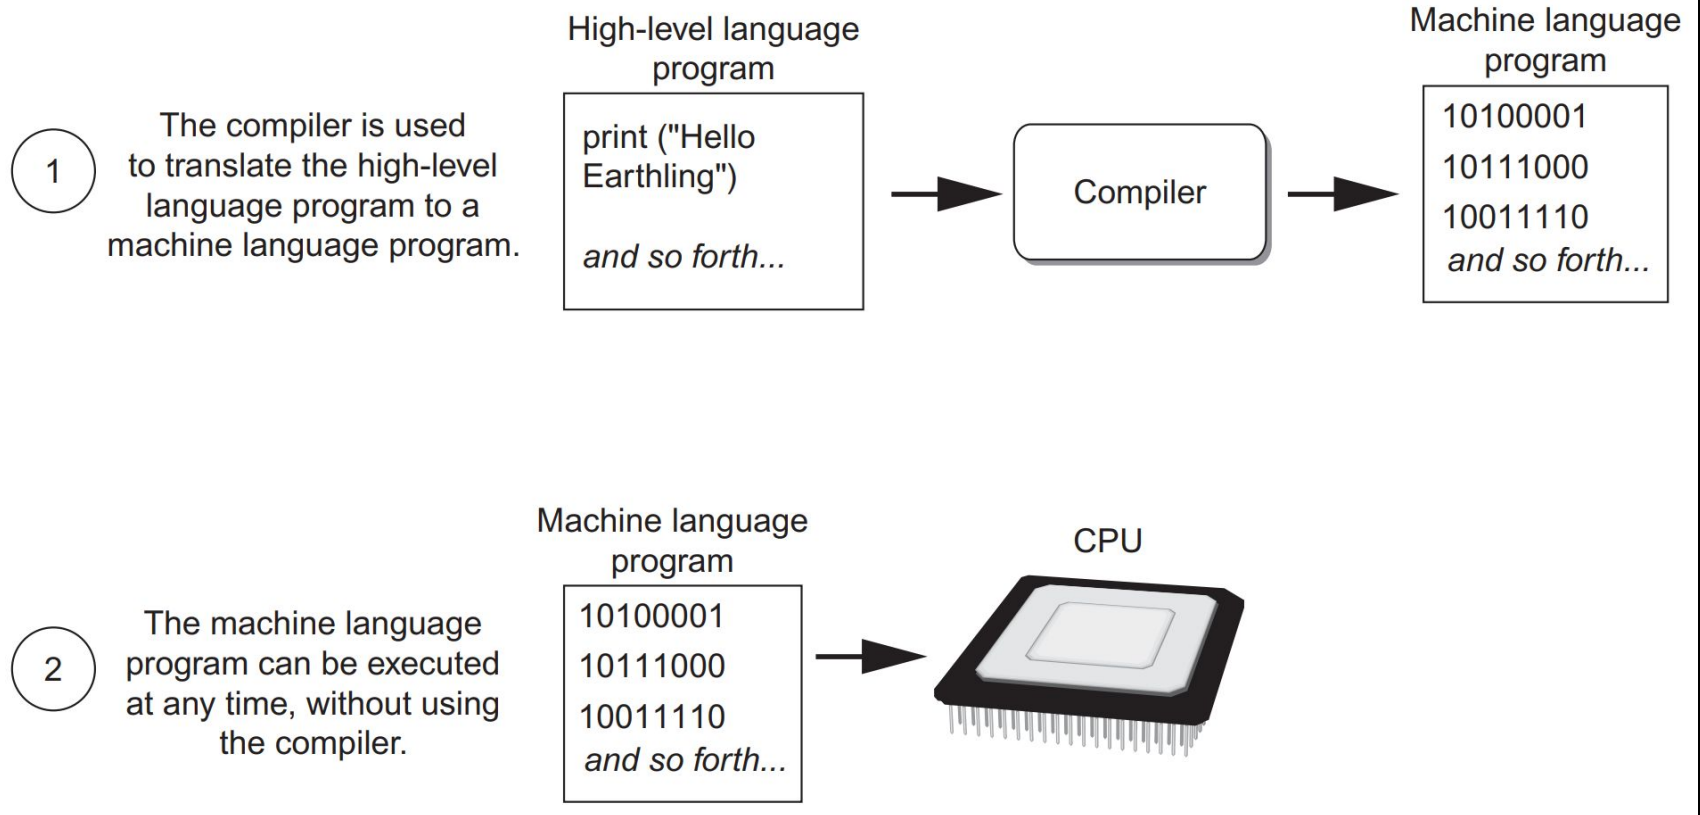 1
The compiler is used
to translate the high-level
language program to a
machine language program.
High-level language
program
print ("Hello
Earthling")
and so forth...
Compiler
Machine language
program
10100001
10111000
10011110
and so forth...
2
The machine language
program can be executed
at any time, without using
the compiler.
Machine language
program
10100001
10111000
10011110
and so forth...
CPU